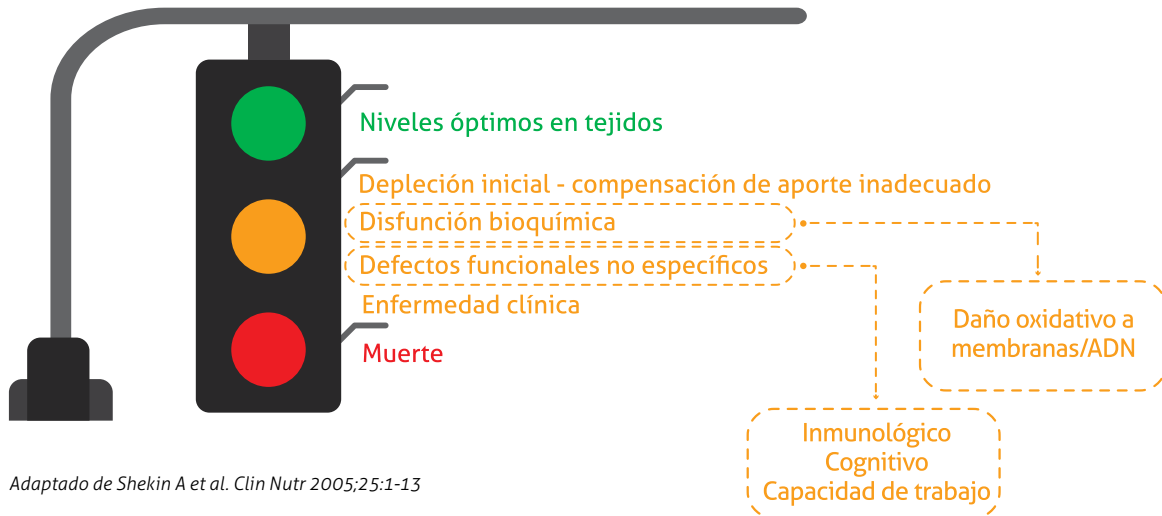 Niveles óptimos en tejidos
Depleción inicial - compensación de aporte inadecuado
Disfunción bioquímica
Defectos funcionales no específicos
Enfermedad clínica
Muerte
Daño oxidativo a
membranas/ADN
Inmunológico
Cognitivo
Capacidad de trabajo
Adaptado de Shekin A et al. Clin Nutr 2005;25:1-13